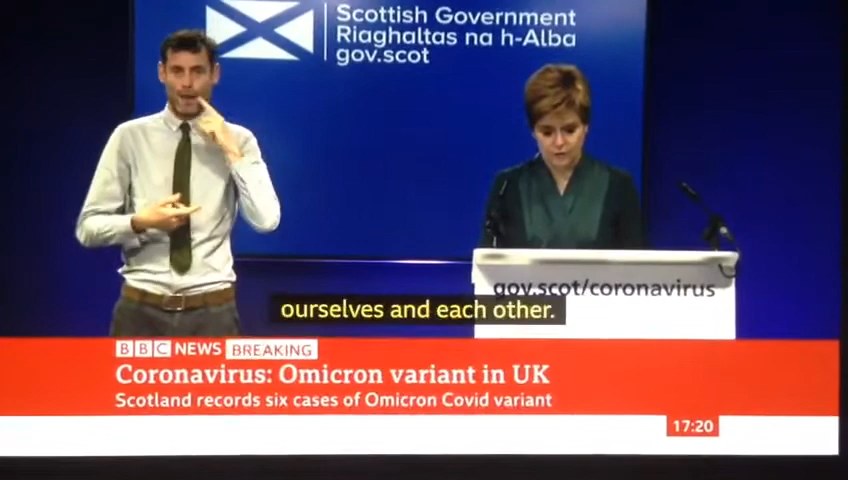 Scottish Government
Riaghaltas na h-Alba
gov.scot
gov.scot/coronavirus
ourselves and each other.
BBC NEWS BREAKING
Coronavirus: Omicron variant in UK
Scotland records six cases of Omicron Covid variant
17:20